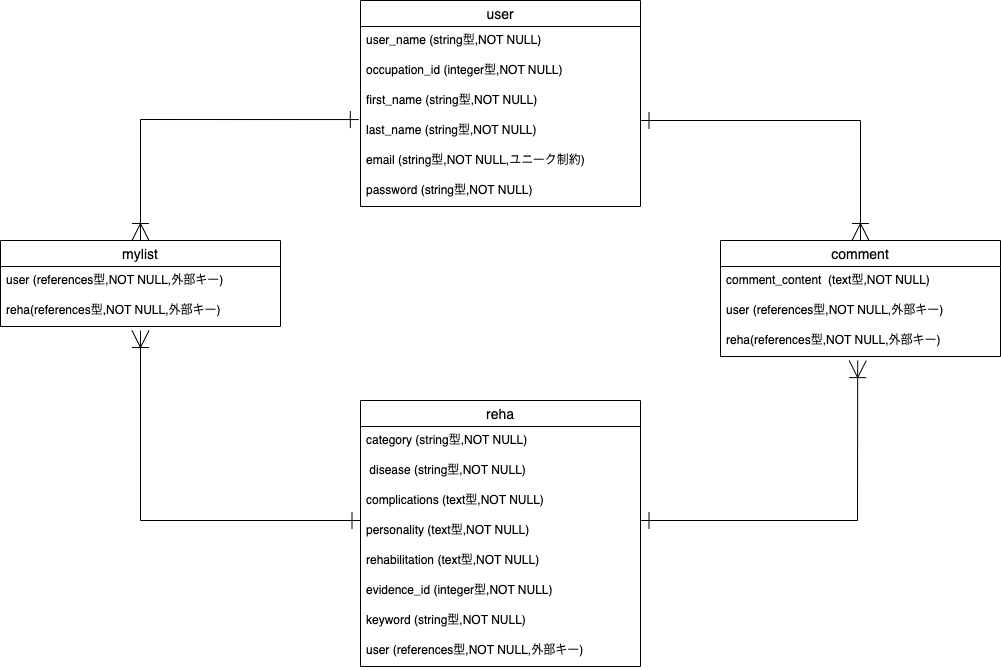 user
user_name (string型,NOT NULL)
occupation_id (integer型,NOT NULL)
first_name (string型,NOT NULL)
last_name (string型,NOT NULL)
email (string型,NOT NULL,ユニーク制約)
password (string型,NOT NULL)
mylist
user (references型,NOT NULL,外部キー)
reha(references型,NOT NULL,外部キー)
comment
comment_content  (text型,NOT NULL)
user (references型,NOT NULL,外部キー)
reha(references型,NOT NULL,外部キー)
reha
category (string型,NOT NULL)
disease (string型,NOT NULL)
complications (text型,NOT NULL)
personality (text型,NOT NULL)
rehabilitation (text型,NOT NULL)
evidence_id (integer型,NOT NULL)
keyword (string型,NOT NULL)
user (references型,NOT NULL,外部キー)